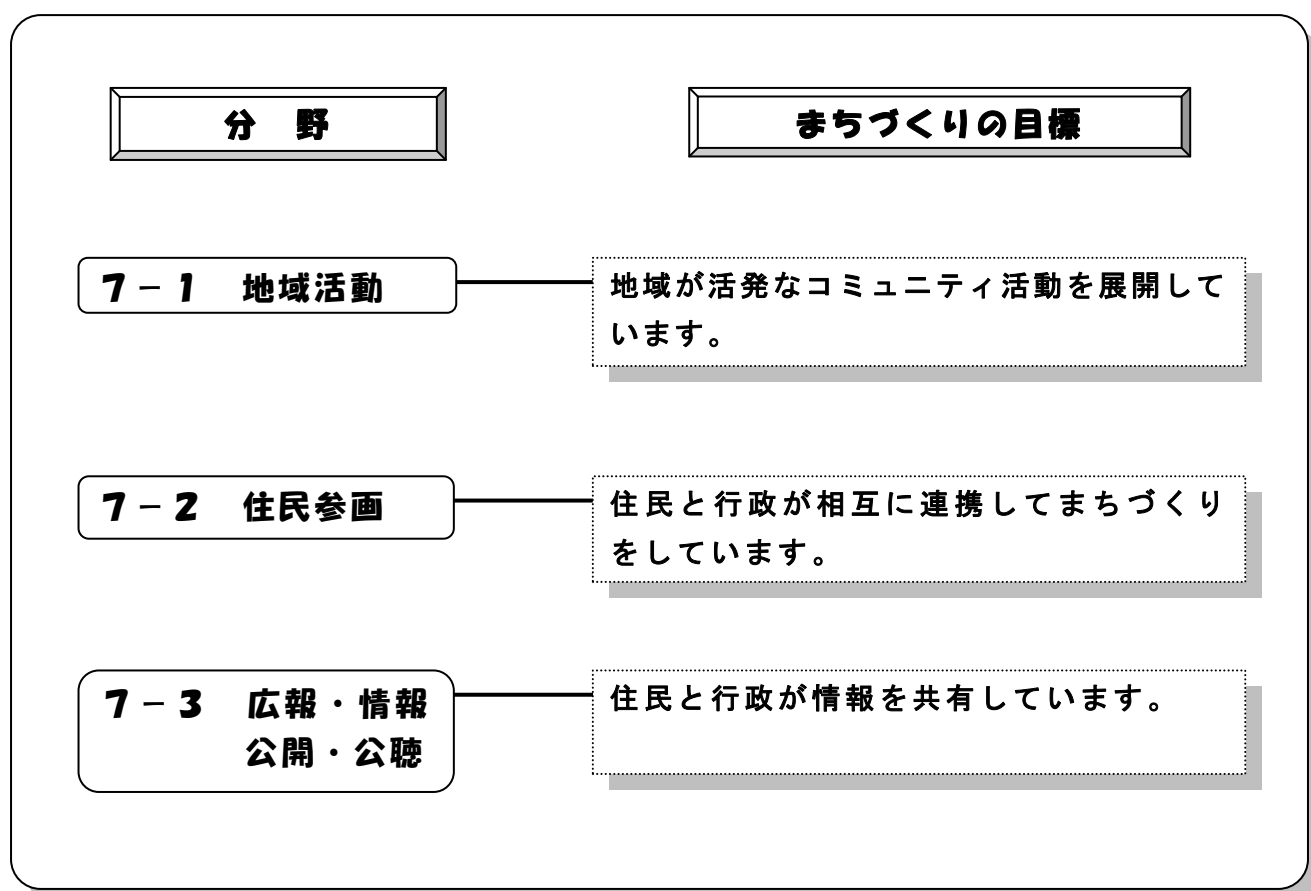 分　野
まちづくりの目標
７－１　地域活動
地域が活発なコミュニティ活動を展開して
います。
７－２　住民参画
住民と行政が相互に連携してまちづくり
をしています。
７－３　広報・情報
公開・公聴
住民と行政が情報を共有しています。